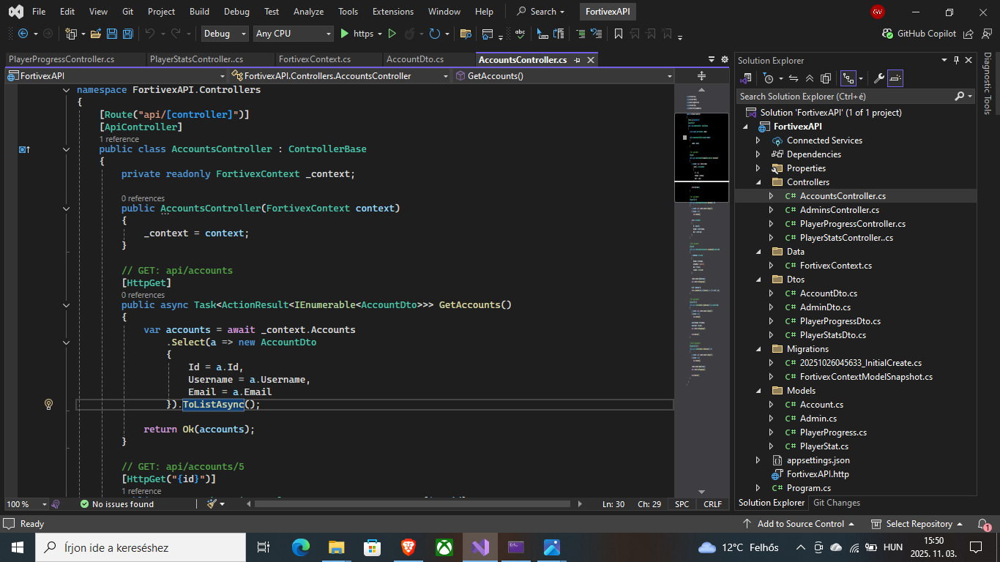 File Edit View Git Project Build Debug Test Analyze Tools Extensions Window Help Search FortivexAPI GV
Debug Any CPU https GitHub Copilot
PlayerProgressController.cs PlayerStatsController..cs FortivexContext.cs AccountDto.cs AccountsController.cs
FortivexAPI FortivexAPI.Controllers.AccountsController GetAccounts()
namespace FortivexAPI.Controllers
{
[Route("api/[controller]")]
[ApiController]
1 reference
public class AccountsController : ControllerBase
{
private readonly FortivexContext _context;
0 references
public AccountsController(FortivexContext context)
{
_context = context;
}
// GET: api/accounts
[HttpGet]
0 references
public async Task<ActionResult<IEnumerable<AccountDto>>> GetAccounts()
{
var accounts = await _context.Accounts
.Select(a => new AccountDto
{
Id = a.Id,
Username = a.Username,
Email = a.Email
}).ToListAsync();
return Ok(accounts);
}
// GET: api/accounts/5
[HttpGet("{id}")]
1 reference
100 % No issues found Ln: 30 Ch: 29 SPC CRLF
Solution Explorer
Search Solution Explorer (Ctrl+é)
Solution 'FortivexAPI' (1 of 1 project)
FortivexAPI
Connected Services
Dependencies
Properties
Controllers
C# AccountsController.cs
C# AdminsController.cs
C# PlayerProgressController.cs
C# PlayerStatsController..cs
Data
C# FortivexContext.cs
Dtos
C# AccountDto.cs
C# AdminDto.cs
C# PlayerProgressDto.cs
C# PlayerStatsDto.cs
Migrations
C# 20251026045633_InitialCreate.cs
C# FortivexContextModelSnapshot.cs
Models
C# Account.cs
C# Admin.cs
C# PlayerProgress.cs
C# PlayerStat.cs
appsettings.json
FortivexAPI.http
C# Program.cs
Solution Explorer Git Changes
Diagnostic Tools
Ready Add to Source Control Select Repository 1
Írjon ide a kereséshez 12°C Felhős HUN 15:50
2025. 11. 03.